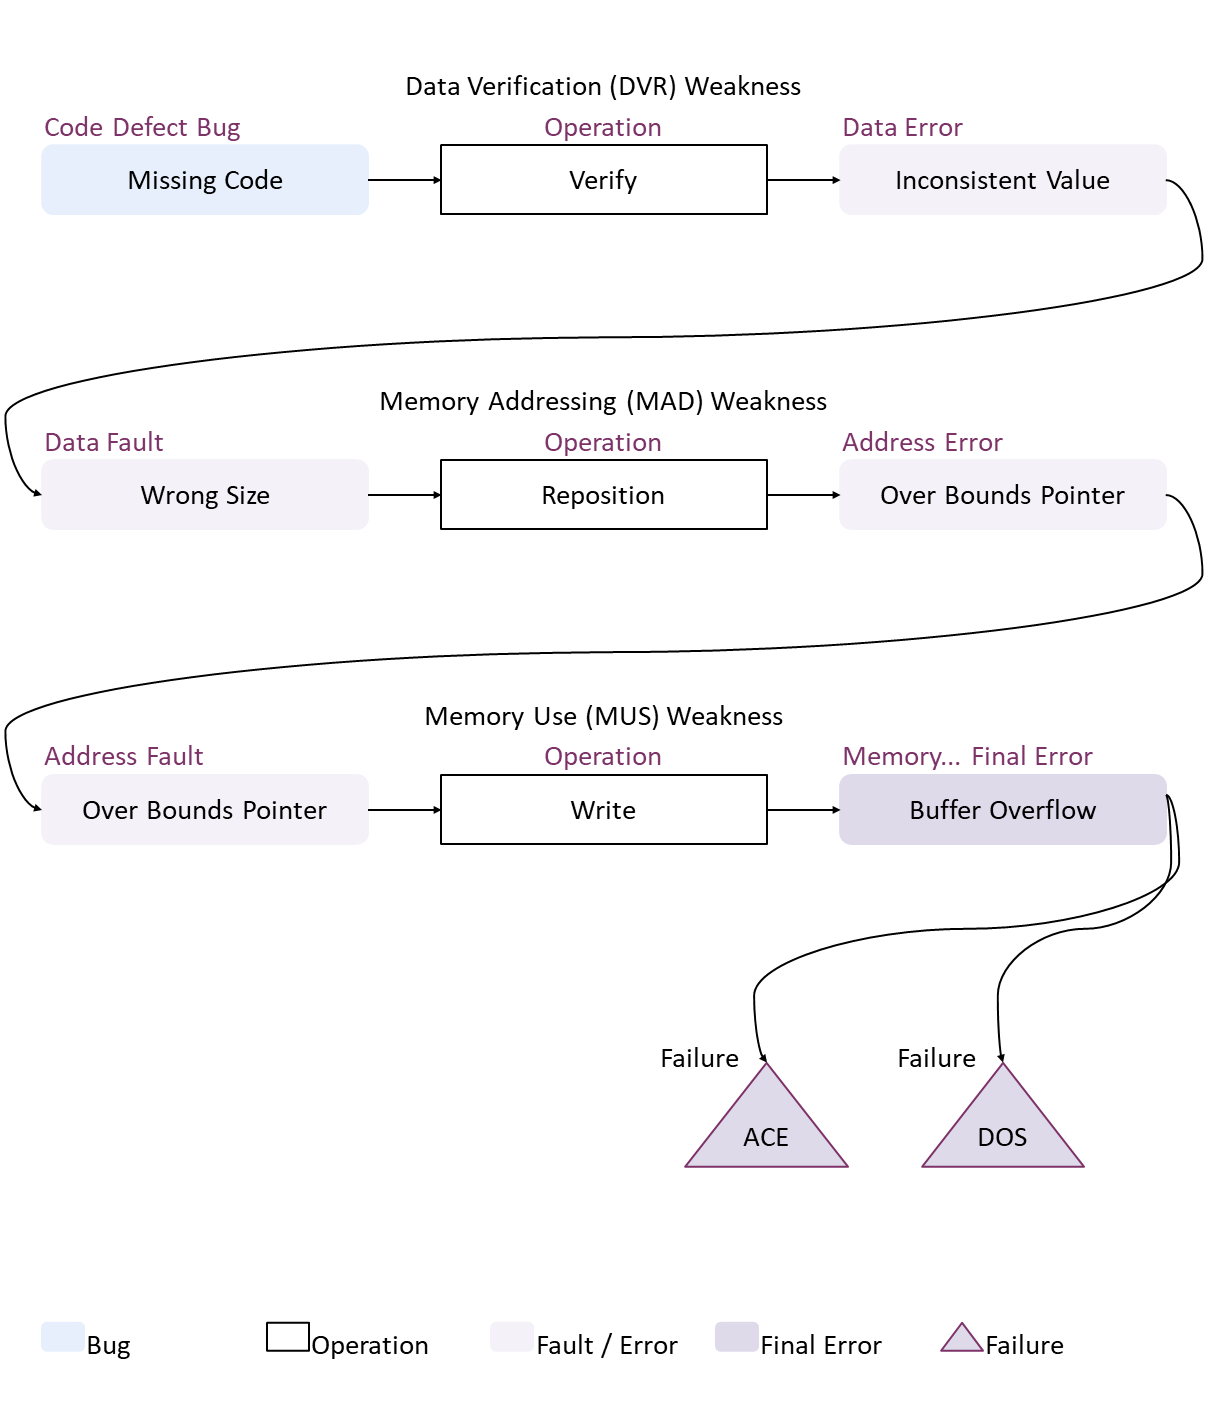 Data Verification (DVR) Weakness
Code Defect Bug Operation Data Error
Missing Code Verify Inconsistent Value
Memory Addressing (MAD) Weakness
Data Fault Operation Address Error
Wrong Size Reposition Over Bounds Pointer
Memory Use (MUS) Weakness
Address Fault Operation Memory... Final Error
Over Bounds Pointer Write Buffer Overflow
Failure Failure
ACE DOS
Bug Operation Fault / Error Final Error Failure